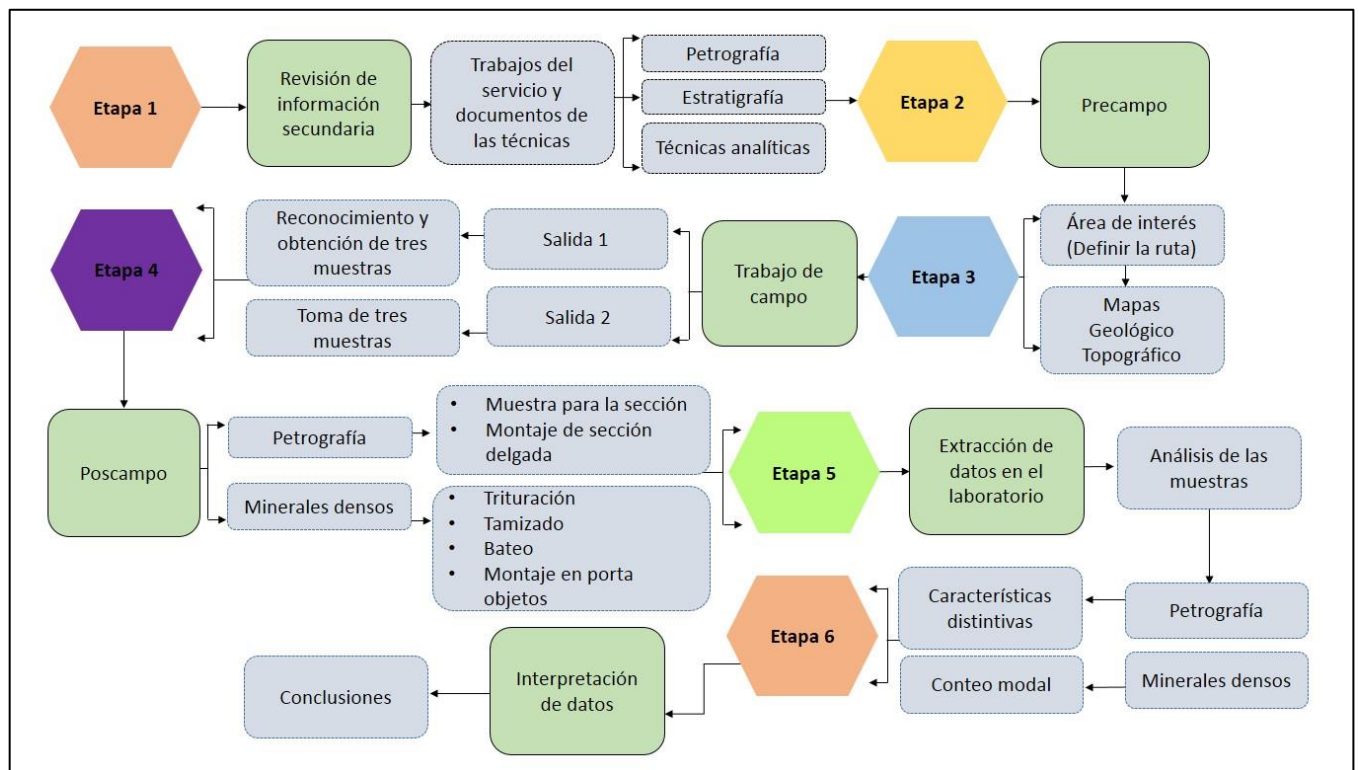 Etapa 1
Revisión de
información
secundaria
Trabajos del
servicio y
documentos de
las técnicas
Petrografía
Estratigrafía
Técnicas analíticas
Etapa 2
Precampo
Área de interés
(Definir la ruta)
Mapas
Geológico
Topográfico
Etapa 3
Trabajo de
campo
Salida 1
Salida 2
Reconocimiento y
obtención de tres
muestras
Toma de tres
muestras
Etapa 4
Poscampo
Petrografía
Minerales densos
• Muestra para la sección
• Montaje de sección
delgada
• Trituración
• Tamizado
• Bateo
• Montaje en porta
objetos
Etapa 5
Extracción de
datos en el
laboratorio
Análisis de las
muestras
Petrografía
Minerales densos
Características
distintivas
Conteo modal
Etapa 6
Interpretación
de datos
Conclusiones